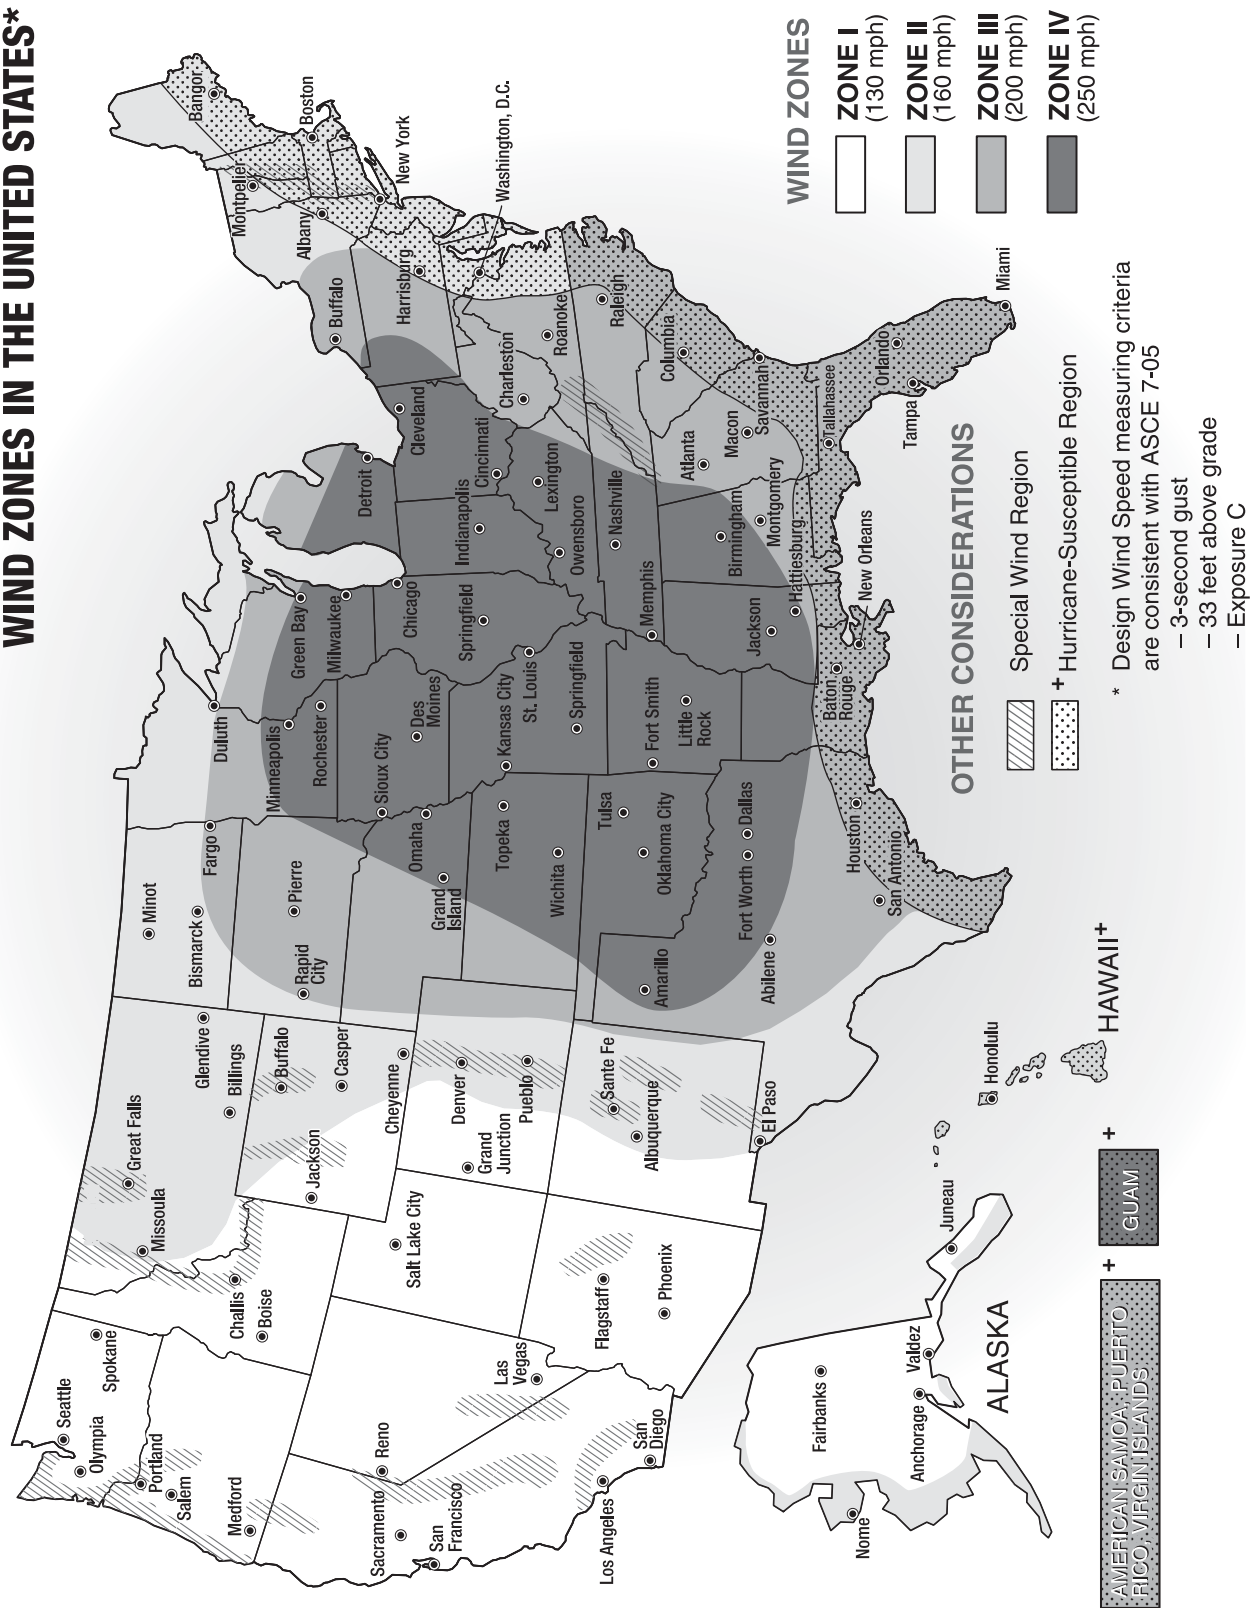 WIND ZONES IN THE UNITED STATES*
Seattle
Olympia
Spokane
Portland
Salem
Medford
Missoula
Great Falls
Glendive
Billings
Challis
Boise
Jackson
Buffalo
Casper
Cheyenne
Minot
Bismarck
Fargo
Rapid
City
Pierre
Duluth
Minneapolis
Rochester
Green Bay
Milwaukee
Detroit
Buffalo
Albany
Montpelier
Bangor
Boston
New York
Harrisburg
Washington, D.C.
Cleveland
Cincinnati
Charleston
Roanoke
Raleigh
Columbia
Savannah
Macon
Atlanta
Lexington
Owensboro
Indianapolis
Chicago
Springfield
Sioux City
Des
Moines
Omaha
Grand
Island
Topeka
Wichita
Kansas City
St. Louis
Springfield
Nashville
Memphis
Birmingham
Montgomery
Hattiesburg
Jackson
Tallahassee
Orlando
Tampa
Miami
New Orleans
Baton
Rouge
Fort Smith
Little
Rock
Tulsa
Oklahoma City
Amarillo
Fort Worth
Dallas
Abilene
Houston
San Antonio
El Paso
Sante Fe
Albuquerque
Denver
Pueblo
Grand
Junction
Salt Lake City
Flagstaff
Phoenix
Las
Vegas
Reno
Sacramento
San
Francisco
Los Angeles
San
Diego
Fairbanks
Anchorage
Nome
Valdez
Juneau
ALASKA
Honolulu
HAWAII+
AMERICAN SAMOA, PUERTO
RICO, VIRGIN ISLANDS
+
GUAM
+
WIND ZONES
ZONE I
(130 mph)
ZONE II
(160 mph)
ZONE III
(200 mph)
ZONE IV
(250 mph)
OTHER CONSIDERATIONS
Special Wind Region
+ Hurricane-Susceptible Region
* Design Wind Speed measuring criteria
are consistent with ASCE 7-05
– 3-second gust
– 33 feet above grade
– Exposure C